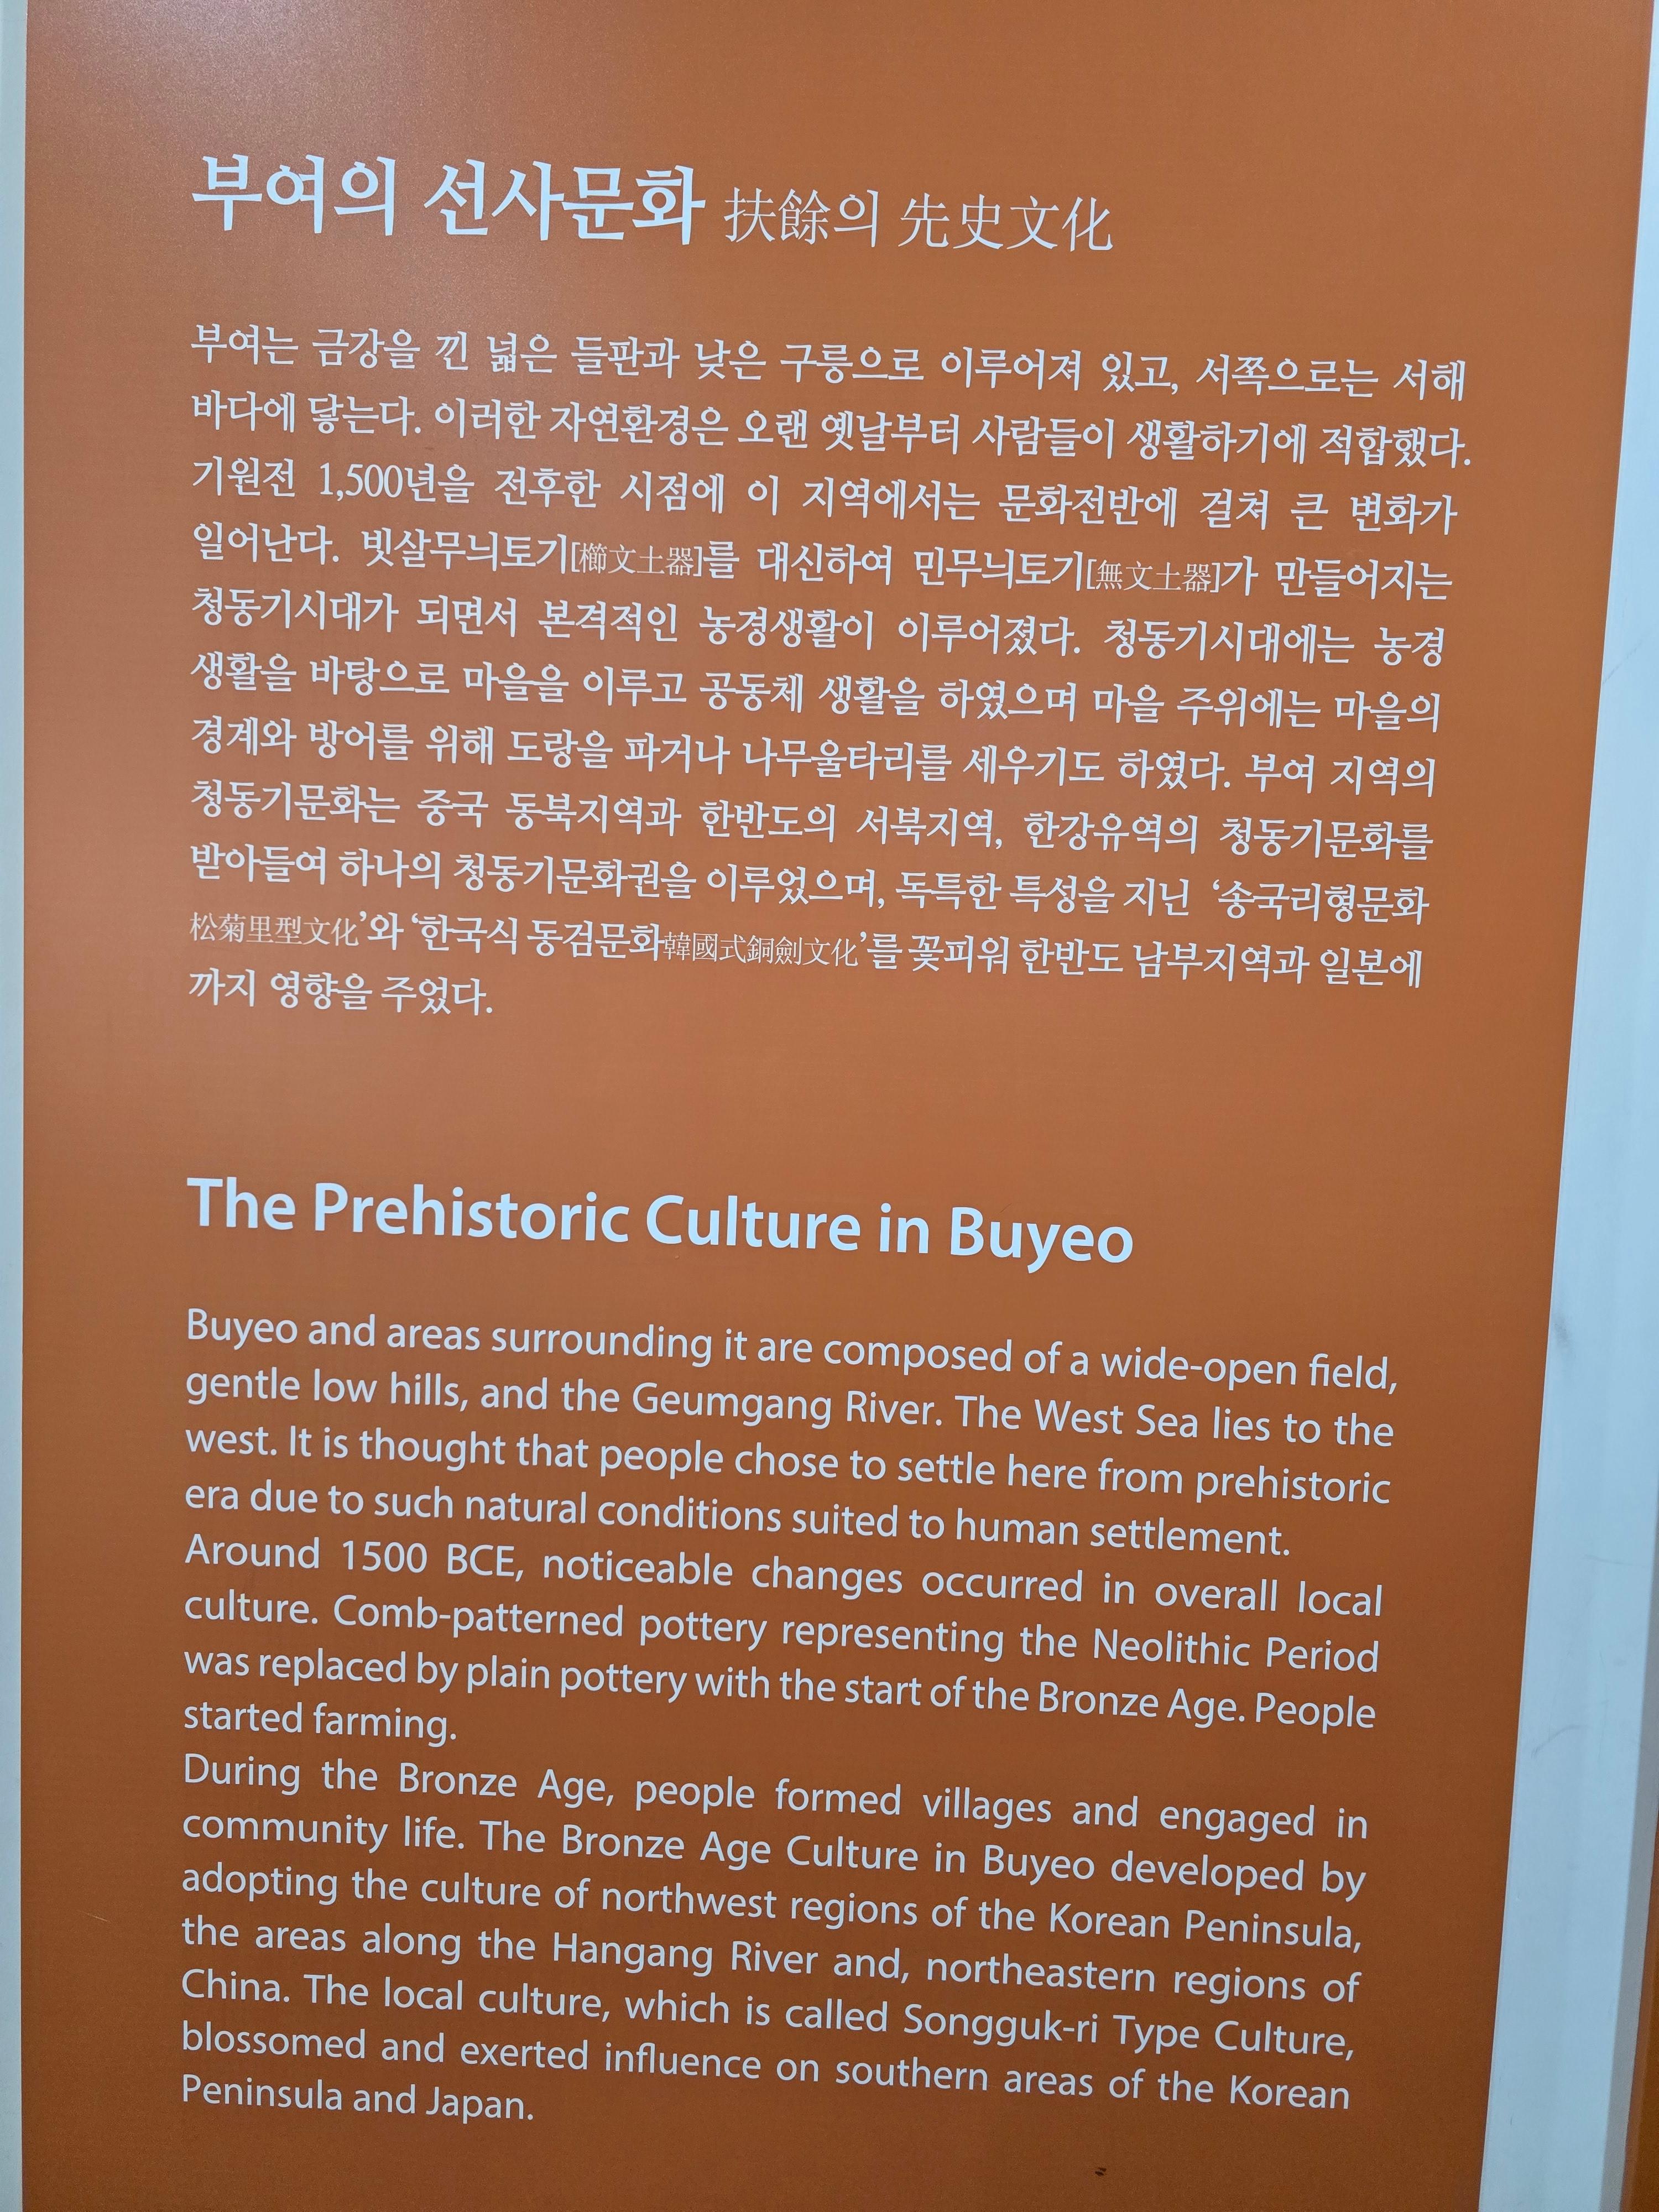 부여의 선사문화 扶餘의 先史文化
부여는 금강을 낀 넓은 들판과 낮은 구릉으로 이루어져 있고, 서쪽으로는 서해
바다에 닿는다. 이러한 자연환경은 오랜 옛날부터 사람들이 생활하기에 적합했다.
기원전 1,500년을 전후한 시점에 이 지역에서는 문화전반에 걸쳐 큰 변화가
일어난다. 빗살무늬토기[櫛文土器]를 대신하여 민무늬토기[無文土器]가 만들어지는
청동기시대가 되면서 본격적인 농경생활이 이루어졌다. 청동기시대에는 농경
생활을 바탕으로 마을을 이루고 공동체 생활을 하였으며 마을 주위에는 마을의
경계와 방어를 위해 도랑을 파거나 나무울타리를 세우기도 하였다. 부여 지역의
청동기문화는 중국 동북지역과 한반도의 서북지역, 한강유역의 청동기문화를
받아들여 하나의 청동기문화권을 이루었으며, 독특한 특성을 지닌 ‘송국리형문화
松菊里型文化’와 ‘한국식 동검문화韓國式銅劍文化’를 꽃피워 한반도 남부지역과 일본에
까지 영향을 주었다.
The Prehistoric Culture in Buyeo
Buyeo and areas surrounding it are composed of a wide-open field,
gentle low hills, and the Geumgang River. The West Sea lies to the
west. It is thought that people chose to settle here from prehistoric
era due to such natural conditions suited to human settlement.
Around 1500 BCE, noticeable changes occurred in overall local
culture. Comb-patterned pottery representing the Neolithic Period
was replaced by plain pottery with the start of the Bronze Age. People
started farming.
During the Bronze Age, people formed villages and engaged in
community life. The Bronze Age Culture in Buyeo developed by
adopting the culture of northwest regions of the Korean Peninsula,
the areas along the Hangang River and, northeastern regions of
China. The local culture, which is called Songguk-ri Type Culture,
blossomed and exerted influence on southern areas of the Korean
Peninsula and Japan.